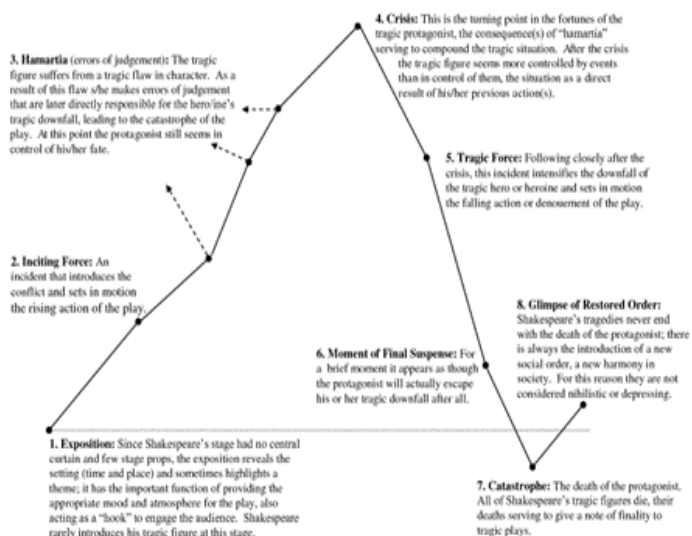 4. Crisis: This is the turning point in the fortunes of the
tragic protagonist, the consequence(s) of "hamartia"
serving to compound the tragic situation. After the crisis
the tragic figure seems more controlled by events
than in control of them, the situation as a direct
result of his/her previous action(s).
3. Hamartia (errors of judgement): The tragic
figure suffers from a tragic flaw in character. As a
result of this flaw s/he makes errors of judgement
that are later directly responsible for the hero/ine's
tragic downfall, leading to the catastrophe of the
play. At this point the protagonist still seems in
control of his/her fate.
5. Tragic Force: Following closely after the
crisis, this incident intensifies the downfall of
the tragic hero or heroine and sets in motion
the falling action or denouement of the play.
2. Inciting Force: An
incident that introduces the
conflict and sets in motion
the rising action of the play.
8. Glimpse of Restored Order:
Shakespeare's tragedies never end
with the death of the protagonist; there
is always the introduction of a new
social order, a new harmony in
society. For this reason they are not
considered nihilistic or depressing.
6. Moment of Final Suspense: For
a brief moment it appears as though
the protagonist will actually escape
his or her tragic downfall after all.
1. Exposition: Since Shakespeare's stage had no central
curtain and few stage props, the exposition reveals the
setting (time and place) and sometimes highlights a
theme; it has the important function of providing the
appropriate mood and atmosphere for the play, also
acting as a "hook" to engage the audience. Shakespeare
rarely introduces his tragic figure at this stage.
7. Catastrophe: The death of the protagonist.
All of Shakespeare's tragic figures die, their
deaths serving to give a note of finality to
tragic plays.